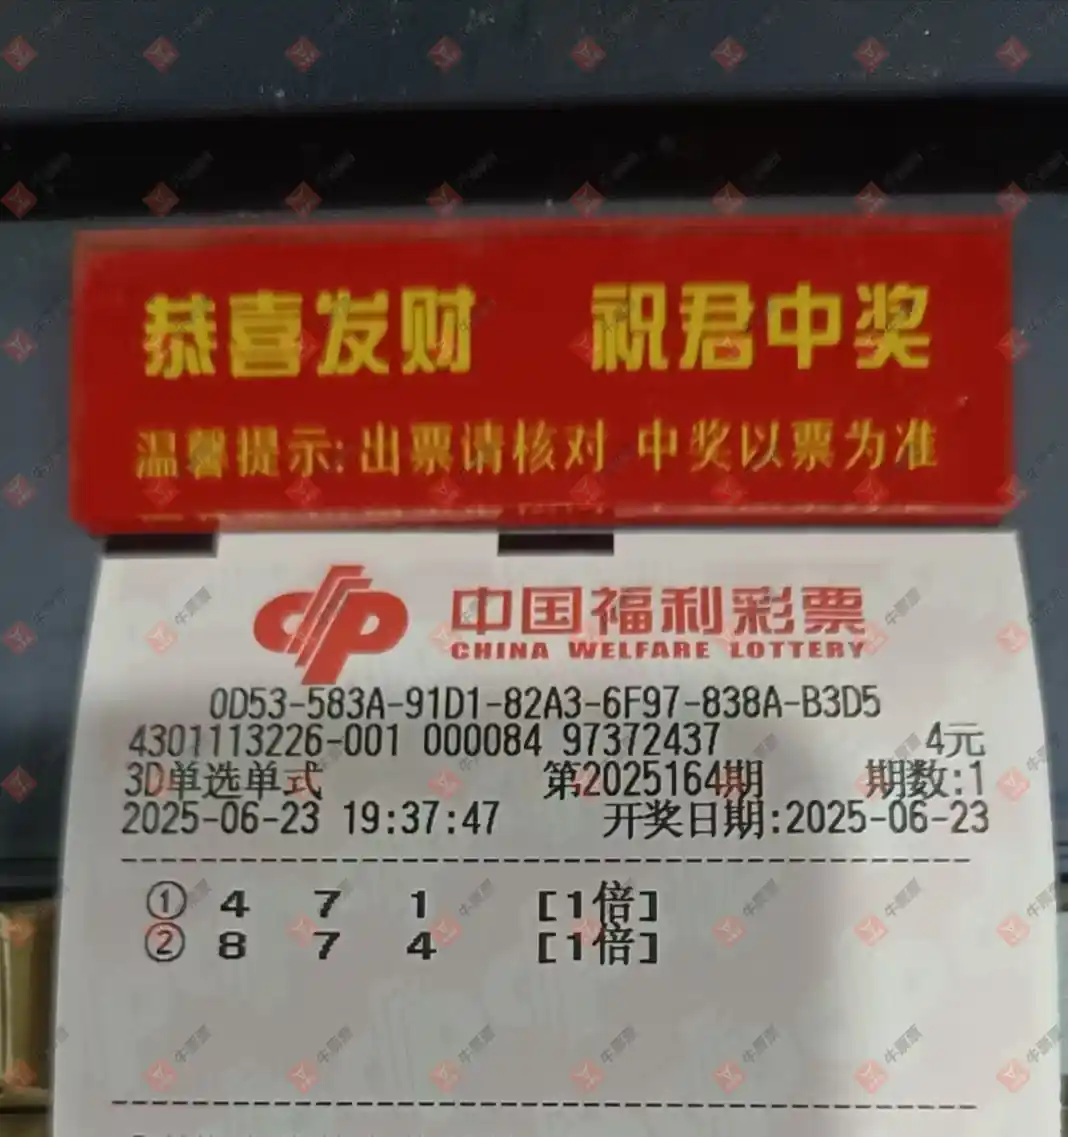 恭喜发财 祝君中奖
温馨提示:出票请核对 中奖以票为准
中国福利彩票
CHINA WELFARE LOTTERY
0D53-583A-91D1-82A3-6F97-838A-B3D5
4301113226-001 000084 97372437 4元
3D单选单式 第2025164期 期数:1
2025-06-23 19:37:47 开奖日期:2025-06-23
① 4 7 1 [1倍]
② 8 7 4 [1倍]